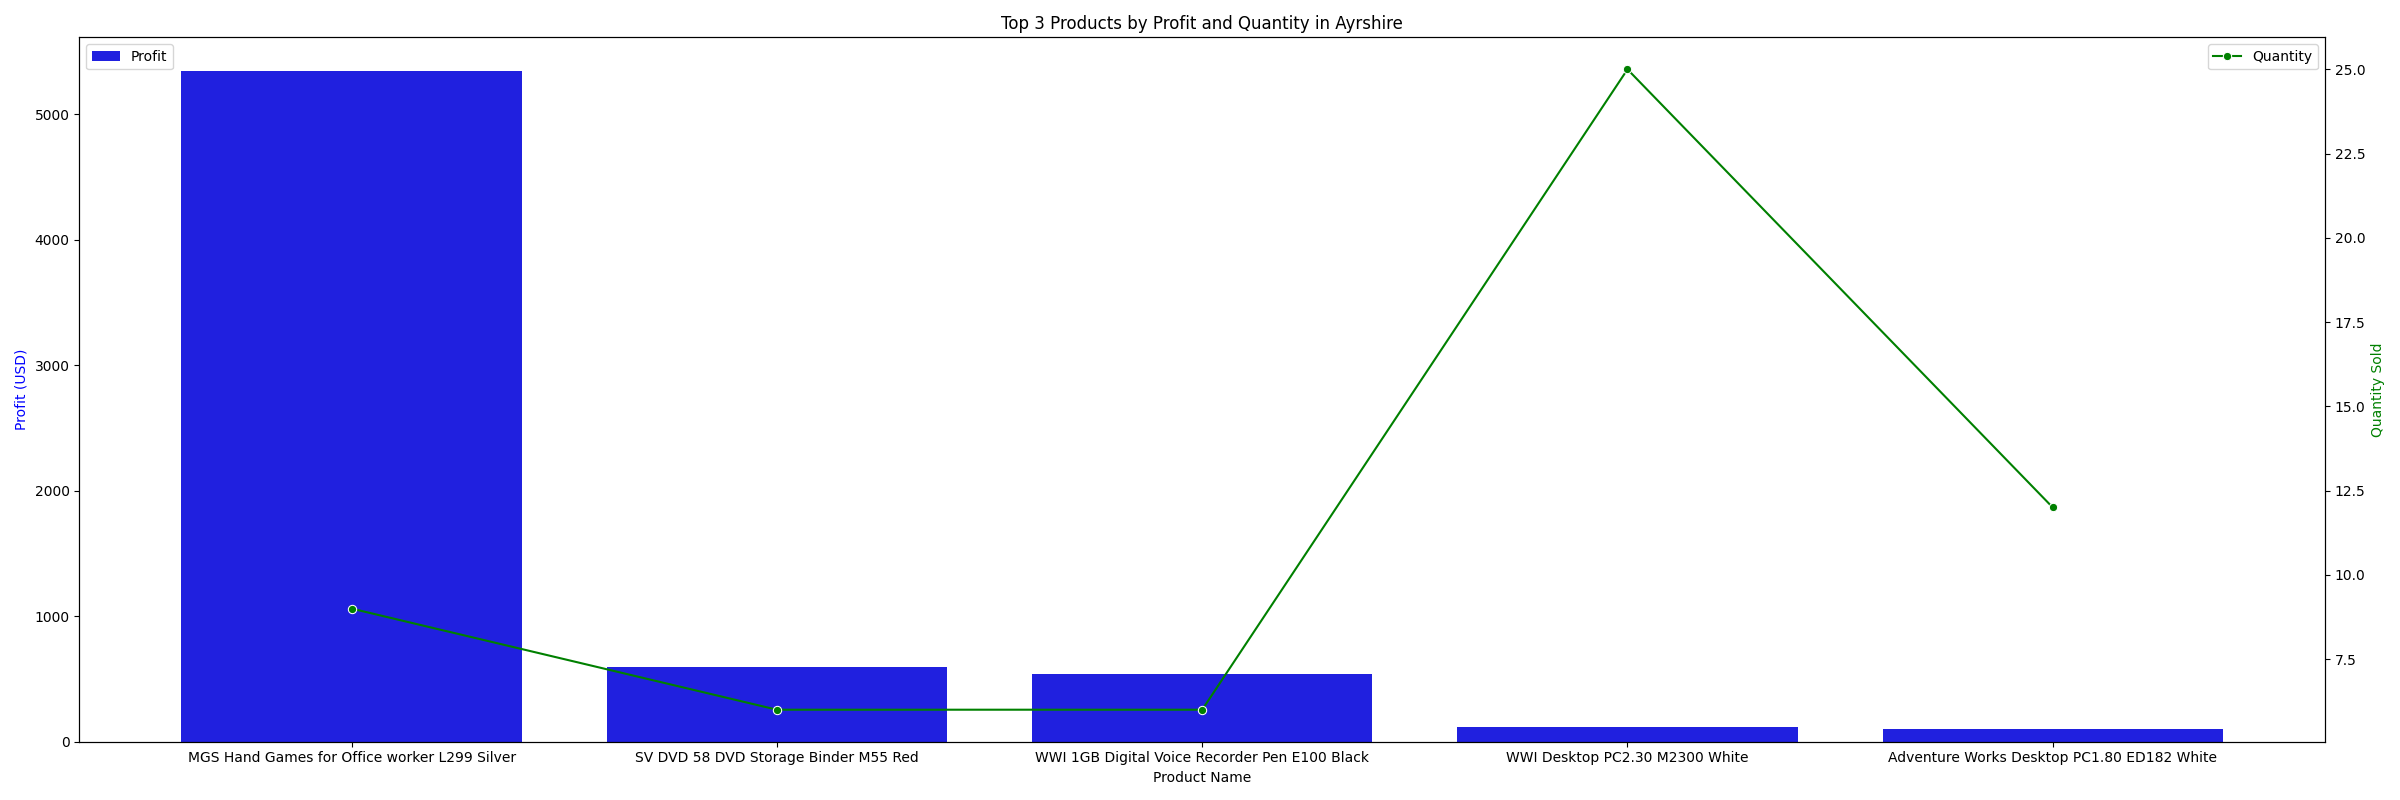 Top 3 Products by Profit and Quantity in Ayrshire
Profit
Quantity
5000
4000
3000
2000
1000
0
Profit (USD)
25.0
22.5
20.0
17.5
15.0
12.5
10.0
7.5
Quantity Sold
MGS Hand Games for Office worker L299 Silver
SV DVD 58 DVD Storage Binder M55 Red
WWI 1GB Digital Voice Recorder Pen E100 Black
WWI Desktop PC2.30 M2300 White
Adventure Works Desktop PC1.80 ED182 White
Product Name